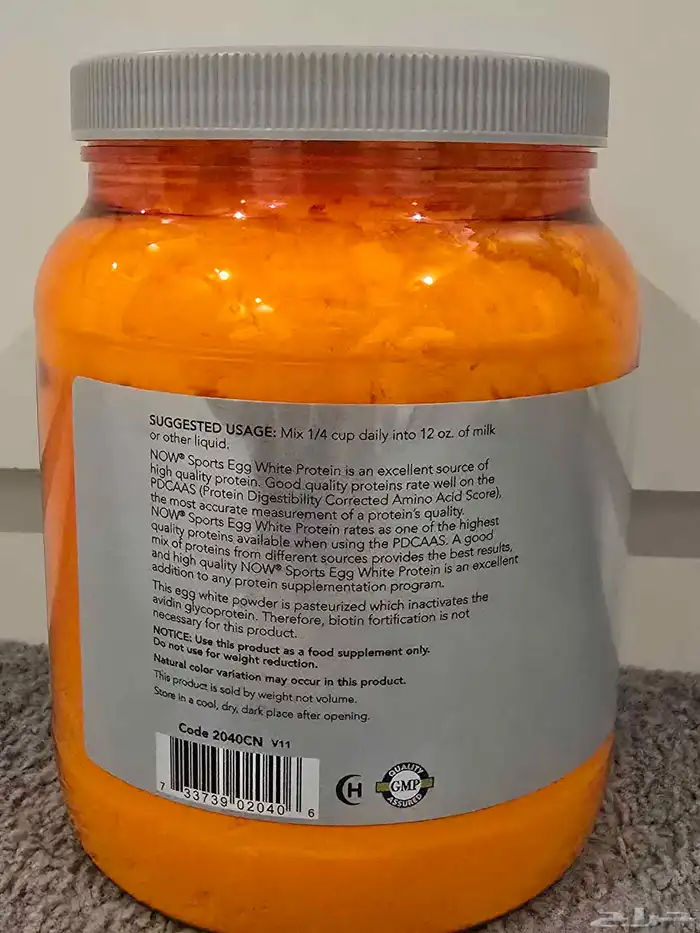 SUGGESTED USAGE: Mix 1/4 cup daily into 12 oz. of milk
or other liquid.
NOW® Sports Egg White Protein is an excellent source of
high quality protein. Good quality proteins rate well on the
PDCAAS (Protein Digestibility Corrected Amino Acid Score),
the most accurate measurement of a protein's quality.
NOW® Sports Egg White Protein rates as one of the highest
quality proteins available when using the PDCAAS. A good
mix of proteins from different sources provides the best results,
and high quality NOW® Sports Egg White Protein is an excellent
addition to any protein supplementation program.
This egg white powder is pasteurized which inactivates the
avidin glycoprotein. Therefore, biotin fortification is not
necessary for this product.
NOTICE: Use this product as a food supplement only.
Do not use for weight reduction.
Natural color variation may occur in this product.
This product is sold by weight not volume.
Store in a cool, dry, dark place after opening.
Code 2040CN V11
7 33739 02040 6
H
QUALITY
GMP
ASSURED
حراج